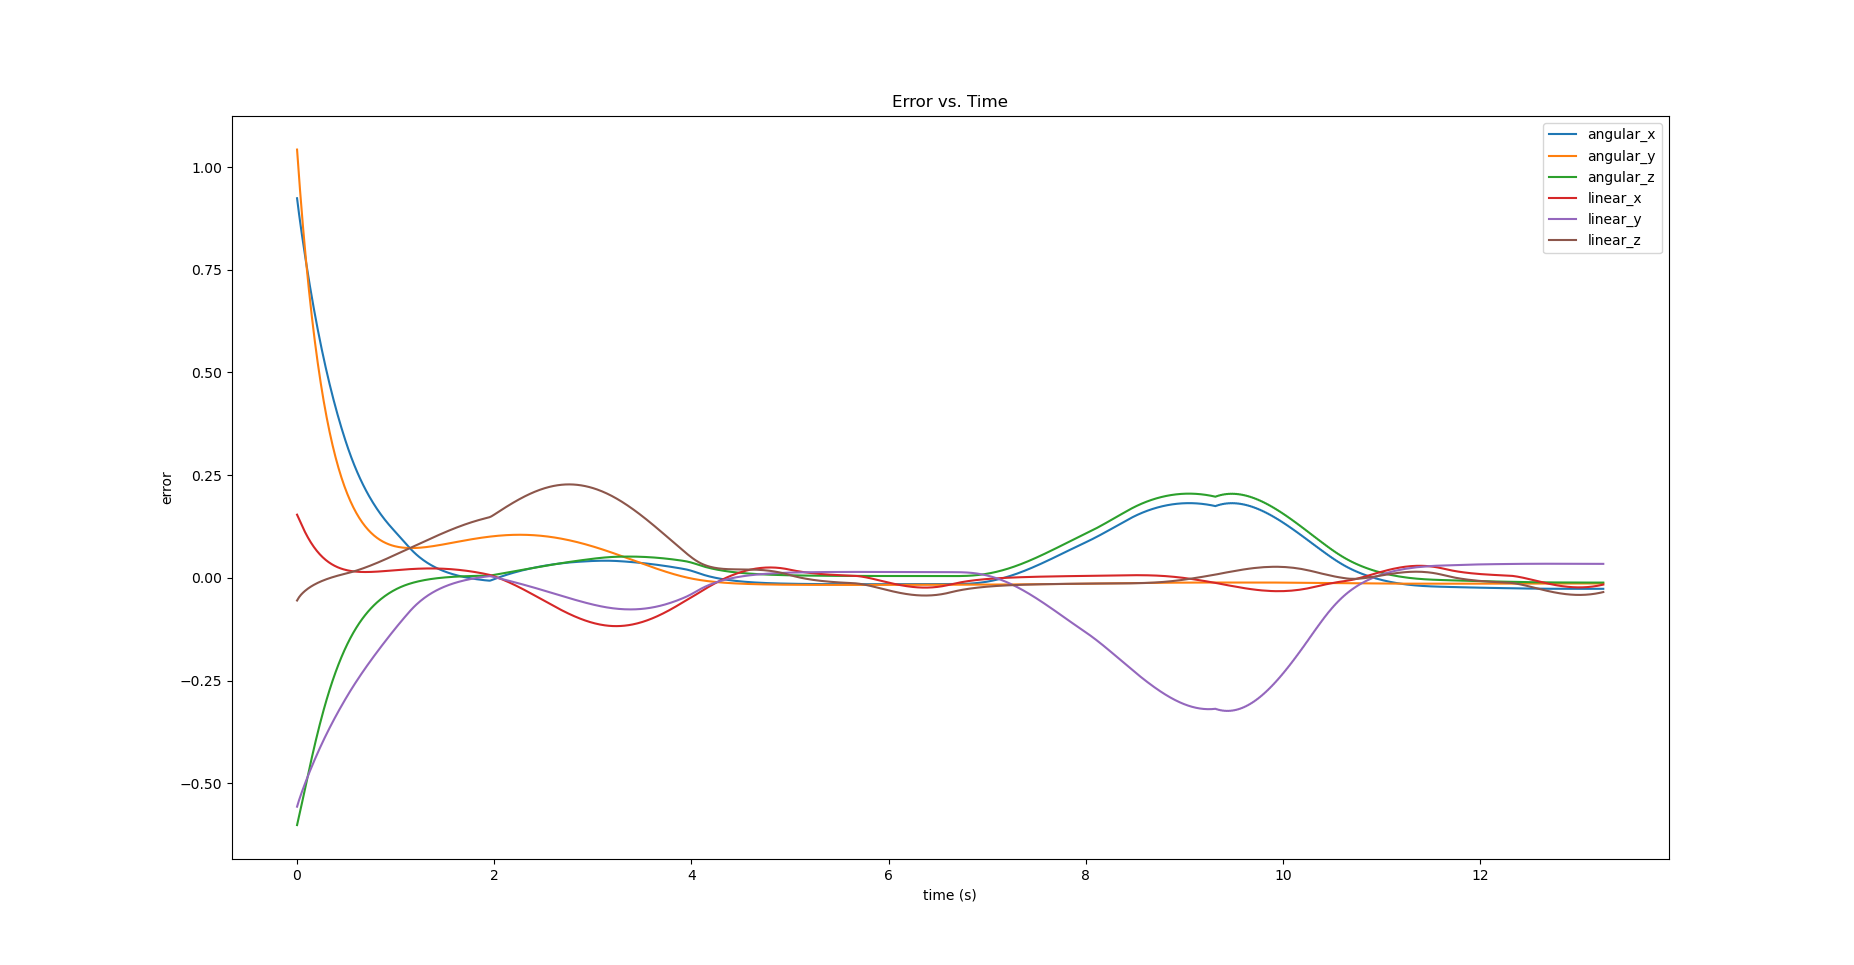 Error vs. Time
angular_x
angular_y
angular_z
linear_x
linear_y
linear_z
1.00
0.75
0.50
0.25
0.00
−0.25
−0.50
error
0 2 4 6 8 10 12
time (s)